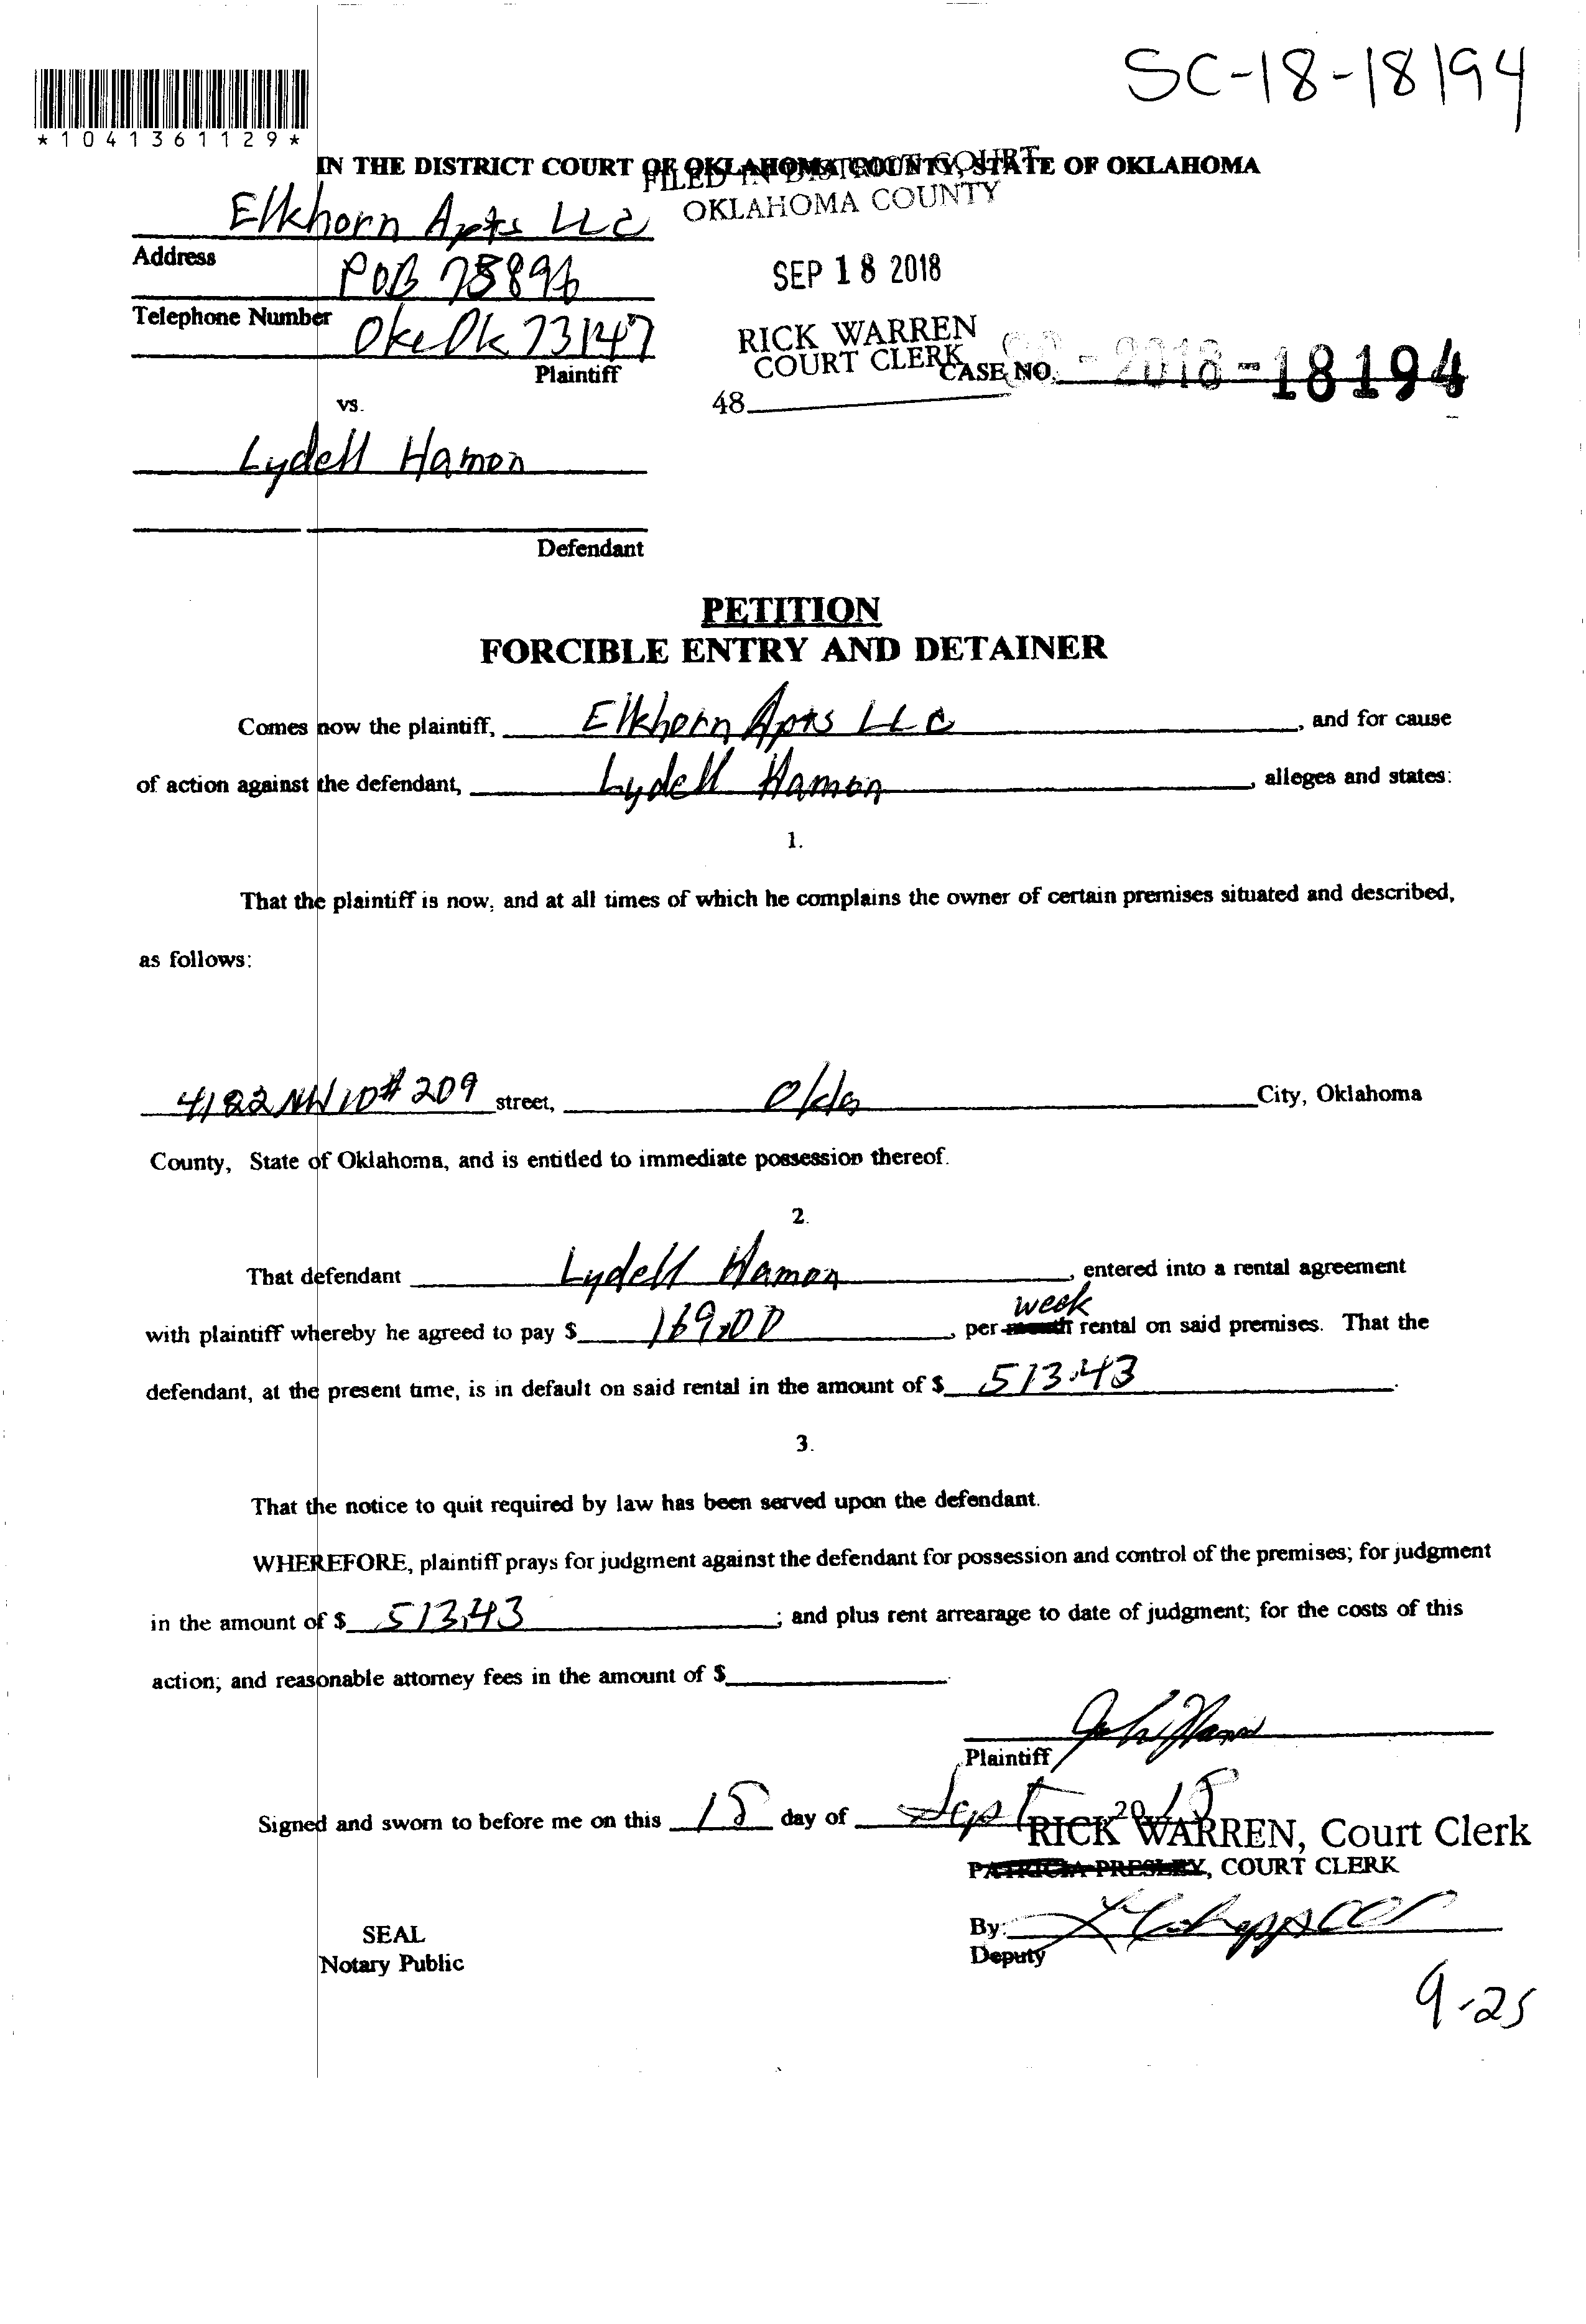 SC-18-18194
*1041361129*
IN THE DISTRICT COURT OF OKLAHOMA COUNTY, STATE OF OKLAHOMA
FILED IN DISTRICT COURT
OKLAHOMA COUNTY
Elkhorn Apts LLC
Address
POB 75896
SEP 18 2018
Telephone Number
Okc Ok 73147
RICK WARREN
COURT CLERK
Plaintiff
CASE NO. SC-2018-18194
48
vs.
Lydell Hamon
Defendant
PETITION
FORCIBLE ENTRY AND DETAINER
Comes now the plaintiff, Elkhorn Apts LLC, and for cause
of action against the defendant, Lydell Hamon, alleges and states:
1.
That the plaintiff is now, and at all times of which he complains the owner of certain premises situated and described,
as follows:
4122 NW 10 # 209 street, Okla City, Oklahoma
County, State of Oklahoma, and is entitled to immediate possession thereof.
2.
That defendant Lydell Hamon, entered into a rental agreement
week
with plaintiff whereby he agreed to pay $ 169.00, per month rental on said premises. That the
defendant, at the present time, is in default on said rental in the amount of $ 513.43.
3.
That the notice to quit required by law has been served upon the defendant.
WHEREFORE, plaintiff prays for judgment against the defendant for possession and control of the premises; for judgment
in the amount of $ 513.43; and plus rent arrearage to date of judgment; for the costs of this
action; and reasonable attorney fees in the amount of $
Plaintiff
Signed and sworn to before me on this 18 day of Sept 20 18
RICK WARREN, Court Clerk
PATRICIA PRESLEY, COURT CLERK
By:
Deputy
SEAL
Notary Public
9-25